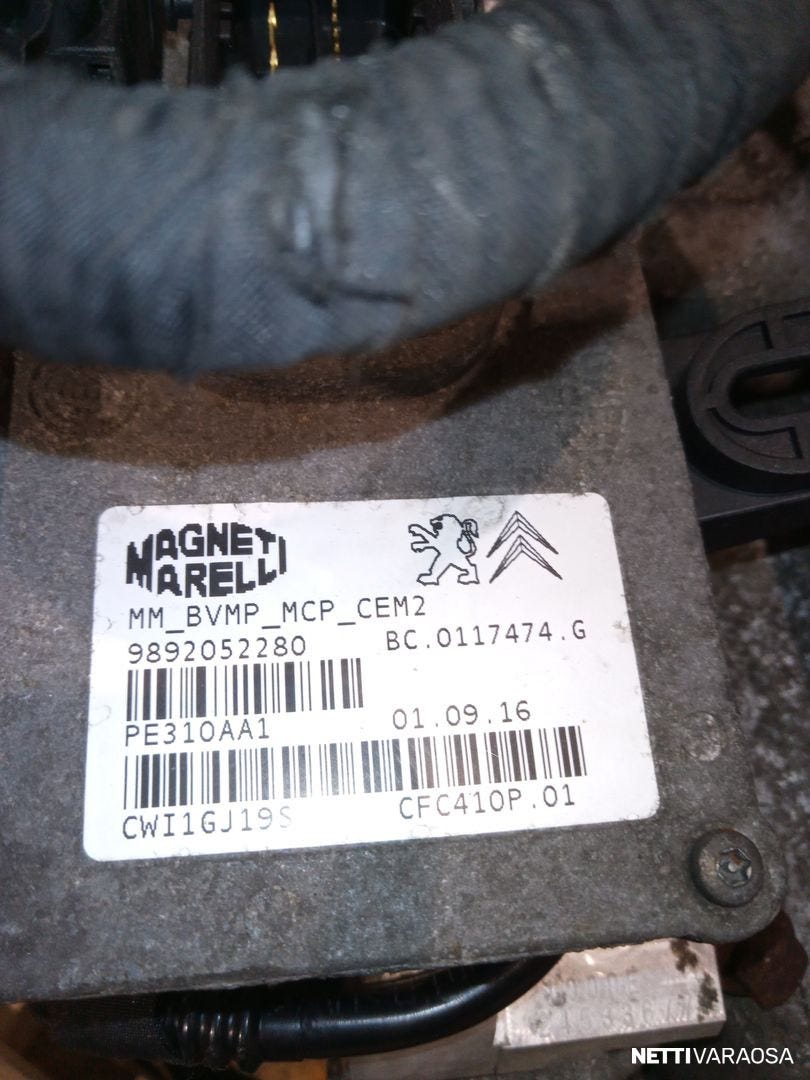 MAGNETI
MARELLI
MM_BVMP_MCP_CEM2
9892052280 BC.0117474.G
PE310AA1 01.09.16
CWI1GJ19S CFC410P.01
NETTIVARAOSA